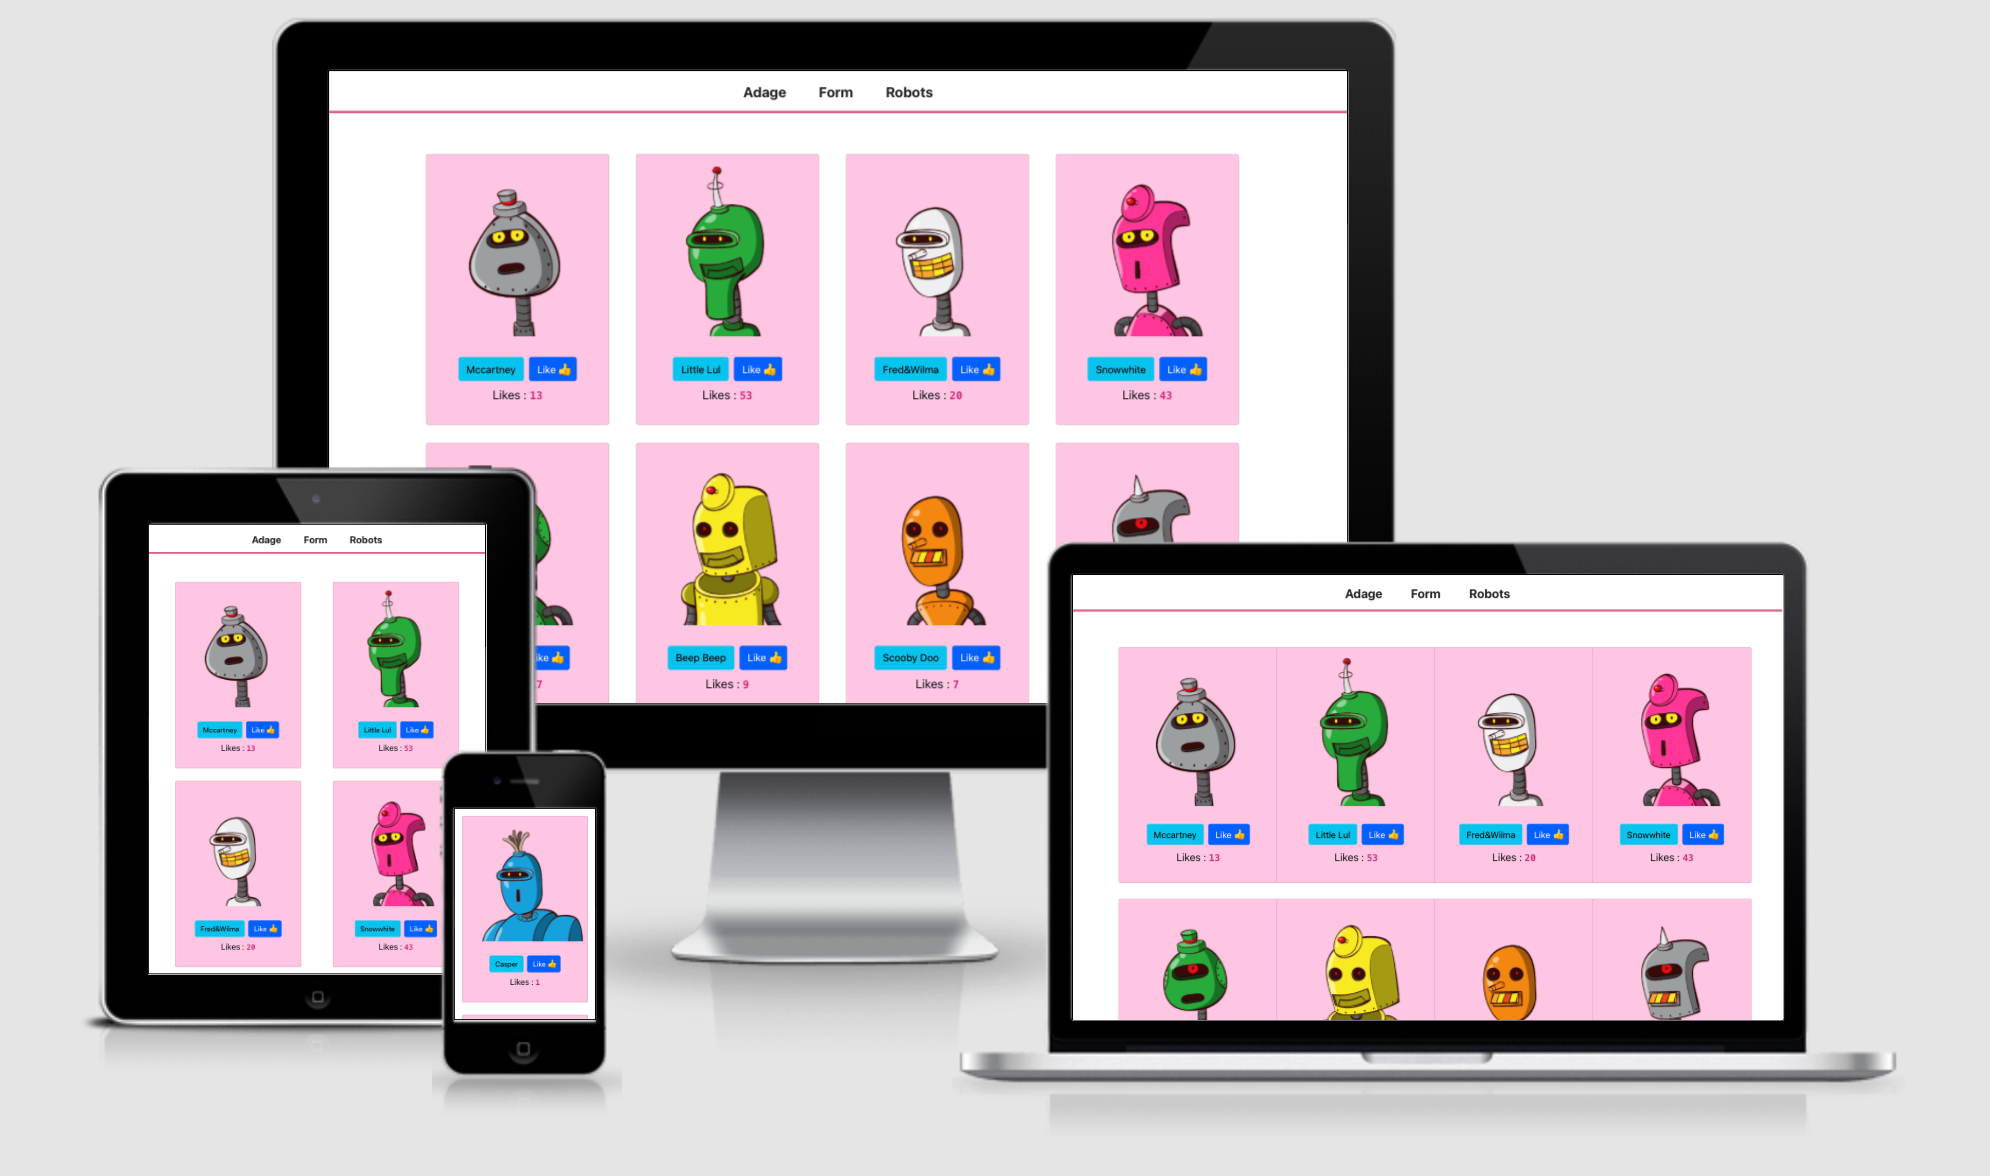 Adage Form Robots
Mccartney Like 👍 Little Lul Like 👍 Fred&Wilma Like 👍 Snowwhite Like 👍
Likes : 13 Likes : 53 Likes : 20 Likes : 43
Like 👍 Beep Beep Like 👍 Scooby Doo Like 👍
7 Likes : 9 Likes : 7
Adage Form Robots
Mccartney Like 👍 Little Lul Like 👍
Likes : 13 Likes : 53
Fred&Wilma Like 👍 Snowwhite Like 👍
Likes : 20 Likes : 43
Casper Like 👍
Likes : 1
Adage Form Robots
Mccartney Like 👍 Little Lul Like 👍 Fred&Wilma Like 👍 Snowwhite Like 👍
Likes : 13 Likes : 53 Likes : 20 Likes : 43